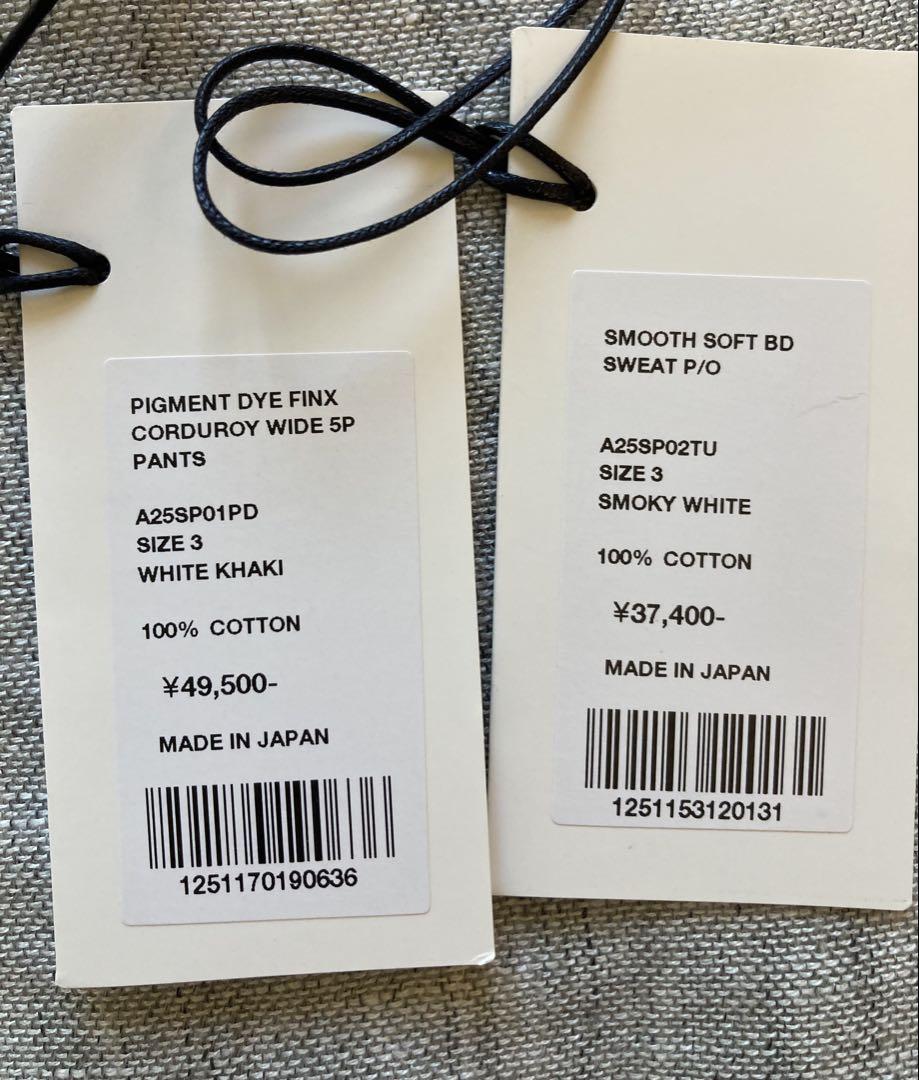 PIGMENT DYE FINX
CORDUROY WIDE 5P
PANTS
A25SP01PD
SIZE 3
WHITE KHAKI
100% COTTON
¥49,500-
MADE IN JAPAN
1251170190636
SMOOTH SOFT BD
SWEAT P/O
A25SP02TU
SIZE 3
SMOKY WHITE
100% COTTON
¥37,400-
MADE IN JAPAN
1251153120131